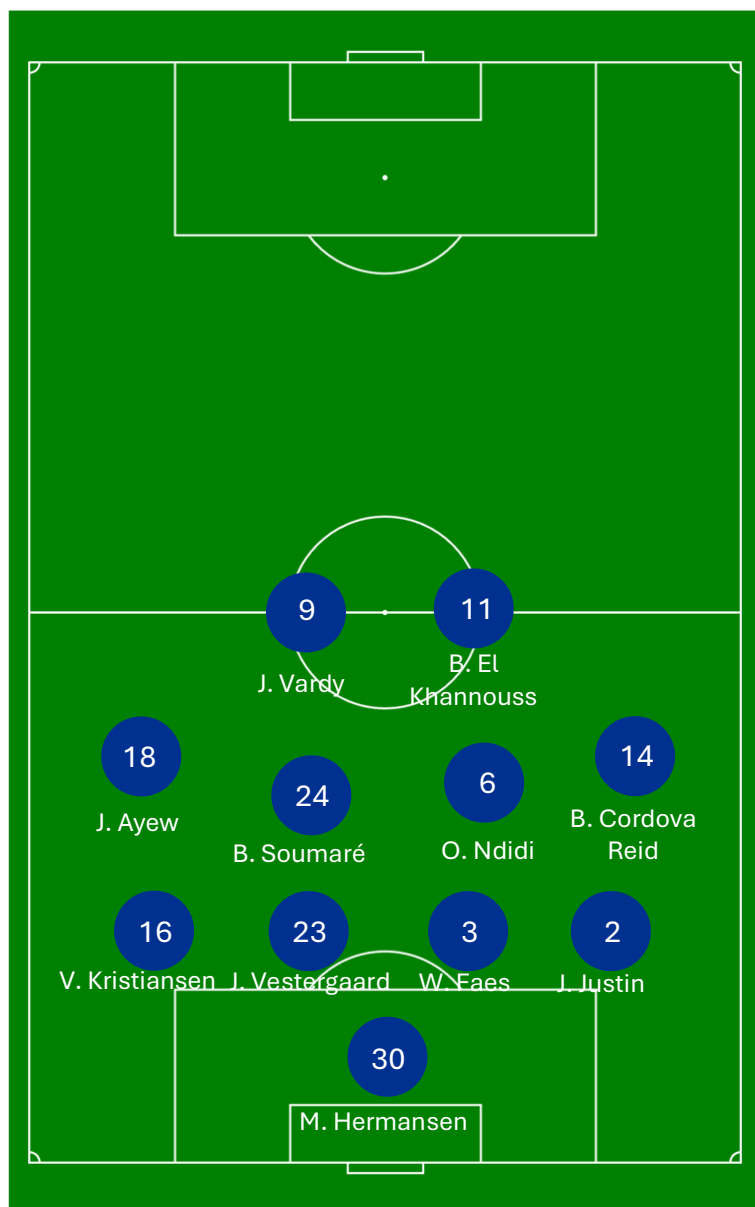 9
11
J. Vardy
B. El
Khannouss
18
24
6
14
J. Ayew
B. Soumaré
O. Ndidi
B. Cordova
Reid
16
23
3
2
V. Kristiansen
J. Vestergaard
W. Faes
J. Justin
30
M. Hermansen